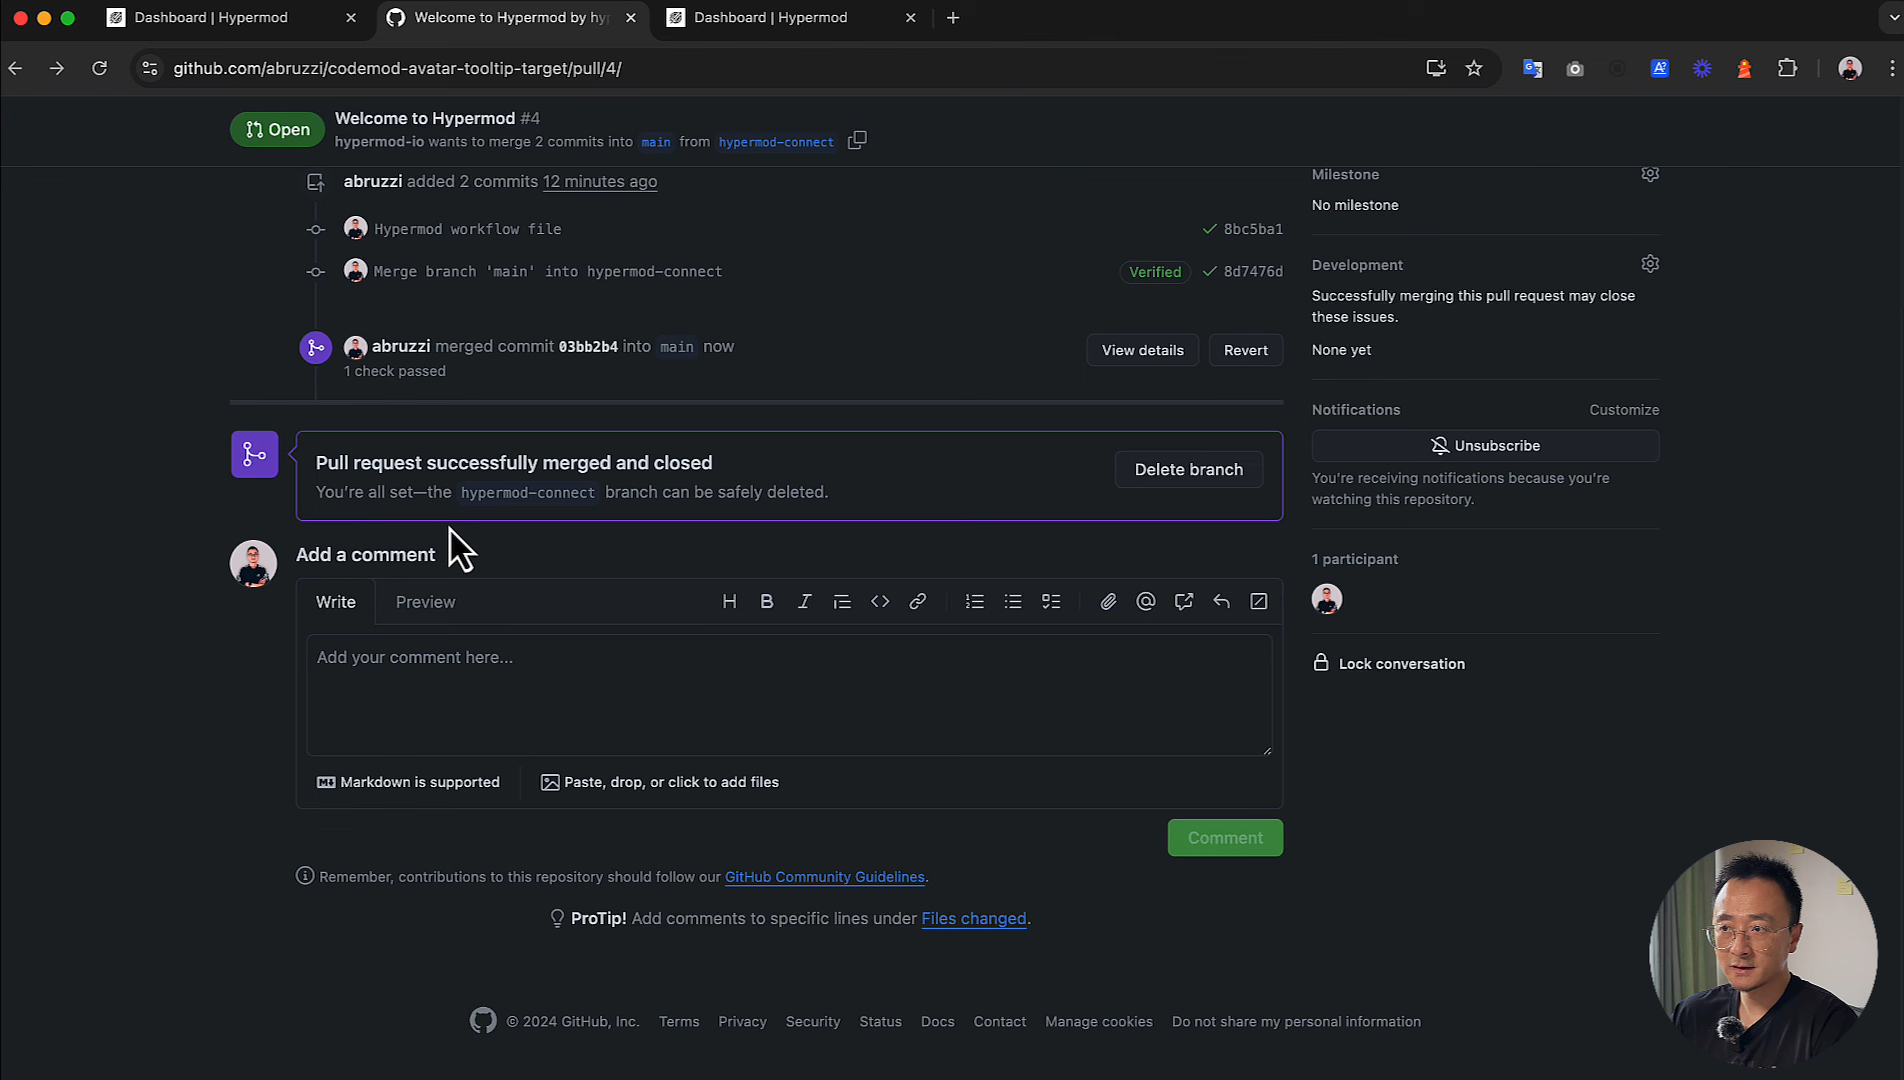 Dashboard | Hypermod
Welcome to Hypermod by hy
Dashboard | Hypermod
github.com/abruzzi/codemod-avatar-tooltip-target/pull/4/
Open
Welcome to Hypermod #4
hypermod-io wants to merge 2 commits into main from hypermod-connect
abruzzi added 2 commits 12 minutes ago
Hypermod workflow file 8bc5ba1
Merge branch 'main' into hypermod-connect Verified 8d7476d
abruzzi merged commit 03bb2b4 into main now
1 check passed
View details
Revert
Pull request successfully merged and closed
You're all set—the hypermod-connect branch can be safely deleted.
Delete branch
Add a comment
Write Preview
Add your comment here...
Markdown is supported
Paste, drop, or click to add files
Comment
Remember, contributions to this repository should follow our GitHub Community Guidelines.
ProTip! Add comments to specific lines under Files changed.
Milestone
No milestone
Development
Successfully merging this pull request may close
these issues.
None yet
Notifications Customize
Unsubscribe
You're receiving notifications because you're
watching this repository.
1 participant
Lock conversation
© 2024 GitHub, Inc. Terms Privacy Security Status Docs Contact Manage cookies Do not share my personal information